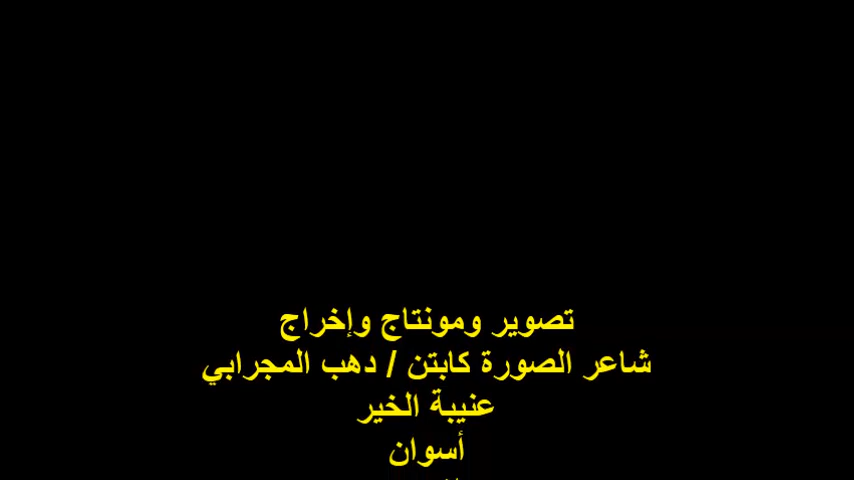 تصوير ومونتاج وإخراج
شاعر الصورة كابتن / دهب المجرابي
عنيبة الخير
أسوان